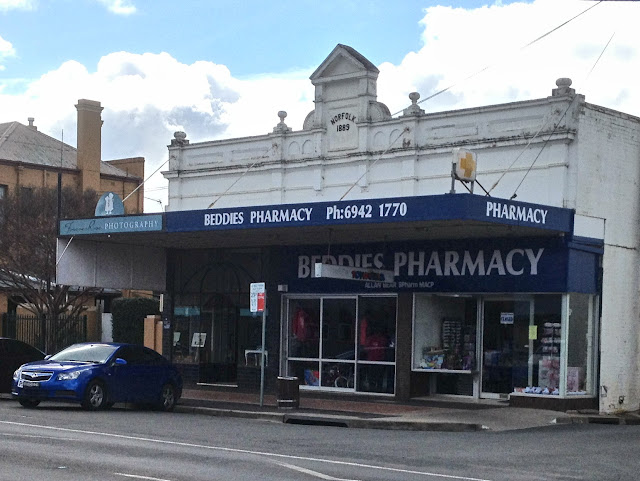 NORFOLK
1889
PHOTOGRAPHY
BEDDIES PHARMACY Ph:6942 1770
PHARMACY
BEDDIES PHARMACY